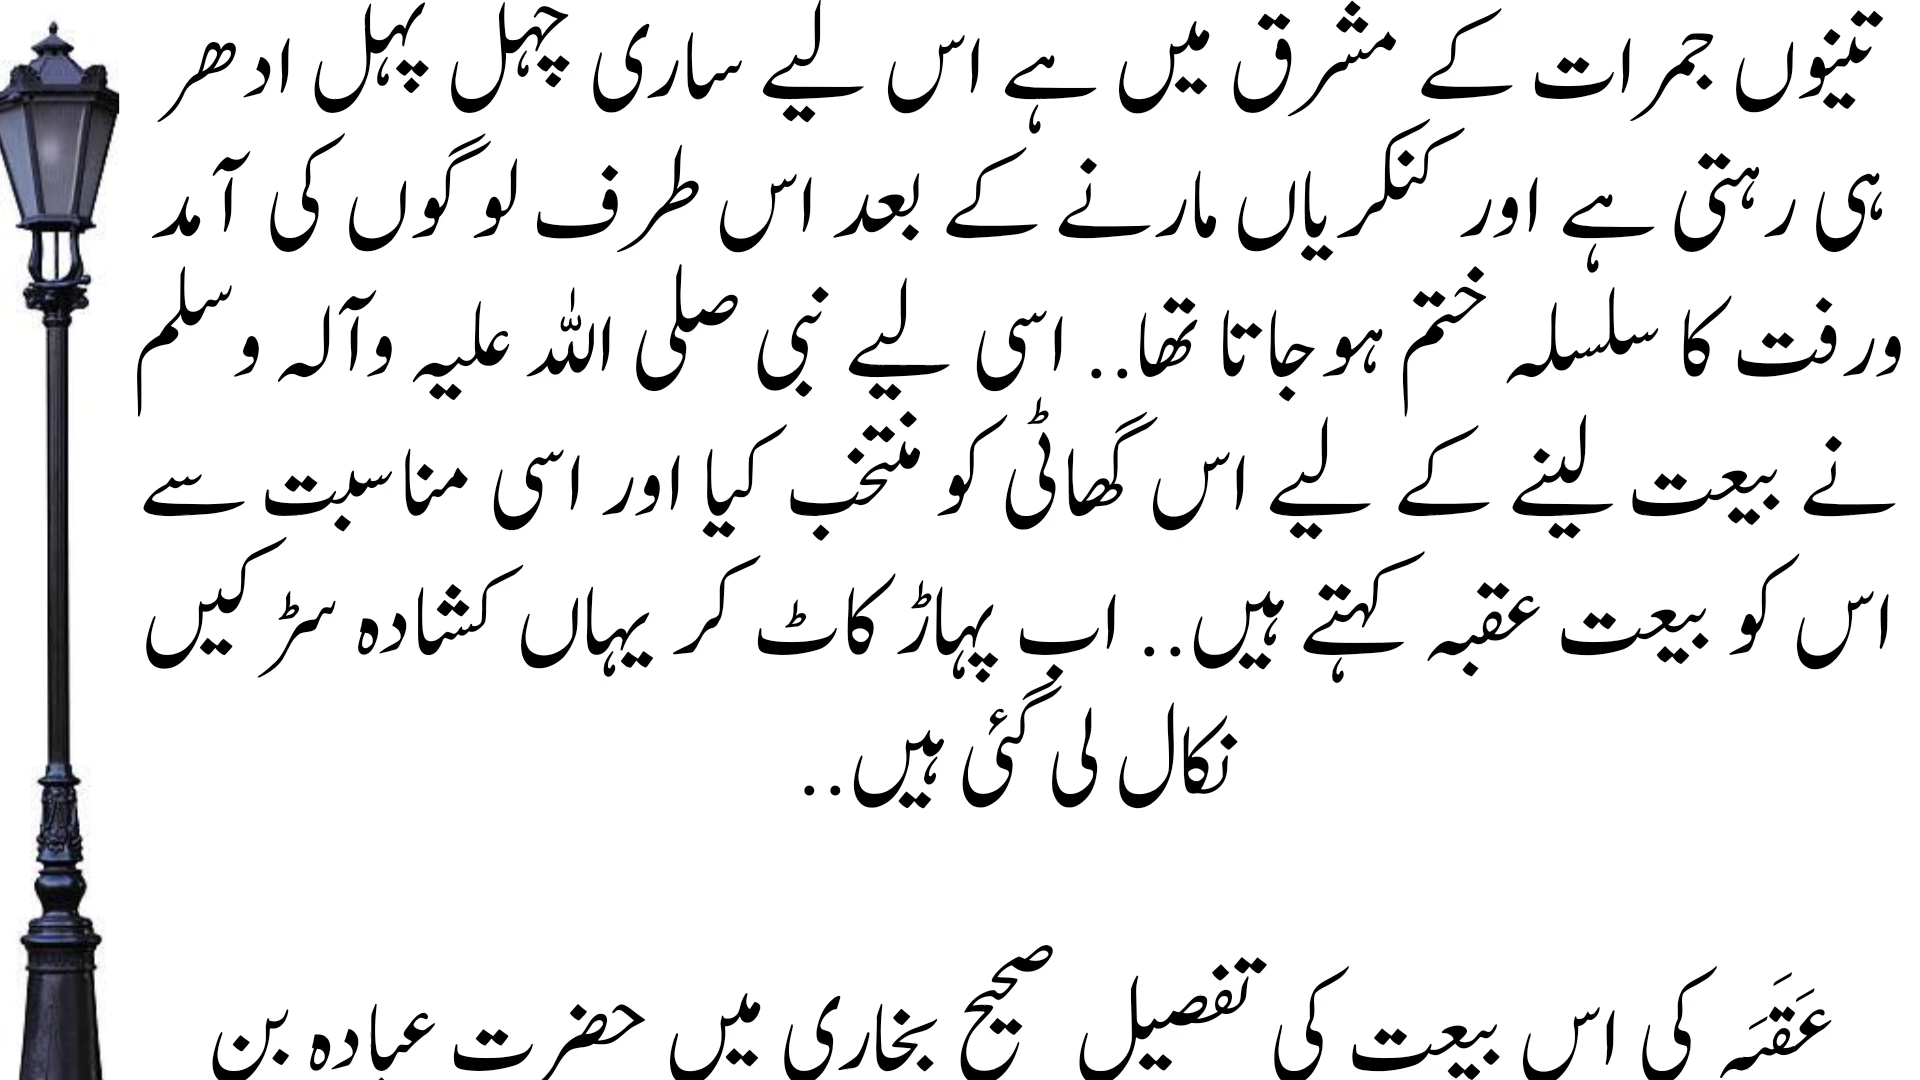 تینوں جمرات کے مشرق میں ہے اس لیے ساری چہل پہل ادھر
ہی رہتی ہے اور کنکریاں مارنے کے بعد اس طرف لوگوں کی آمد
ورفت کا سلسلہ ختم ہوجاتا تھا.. اسی لیے نبی صلی اللہ علیہ وآلہ وسلم
نے بیعت لینے کے لیے اس گھاٹی کو منتخب کیا اور اسی مناسبت سے
اس کو بیعت عقبہ کہتے ہیں.. اب پہاڑ کاٹ کر یہاں کشادہ سڑکیں
نکال لی گئی ہیں..
عَقَبَہ کی اس بیعت کی تفصیل صحیح بخاری میں حضرت عبادہ بن